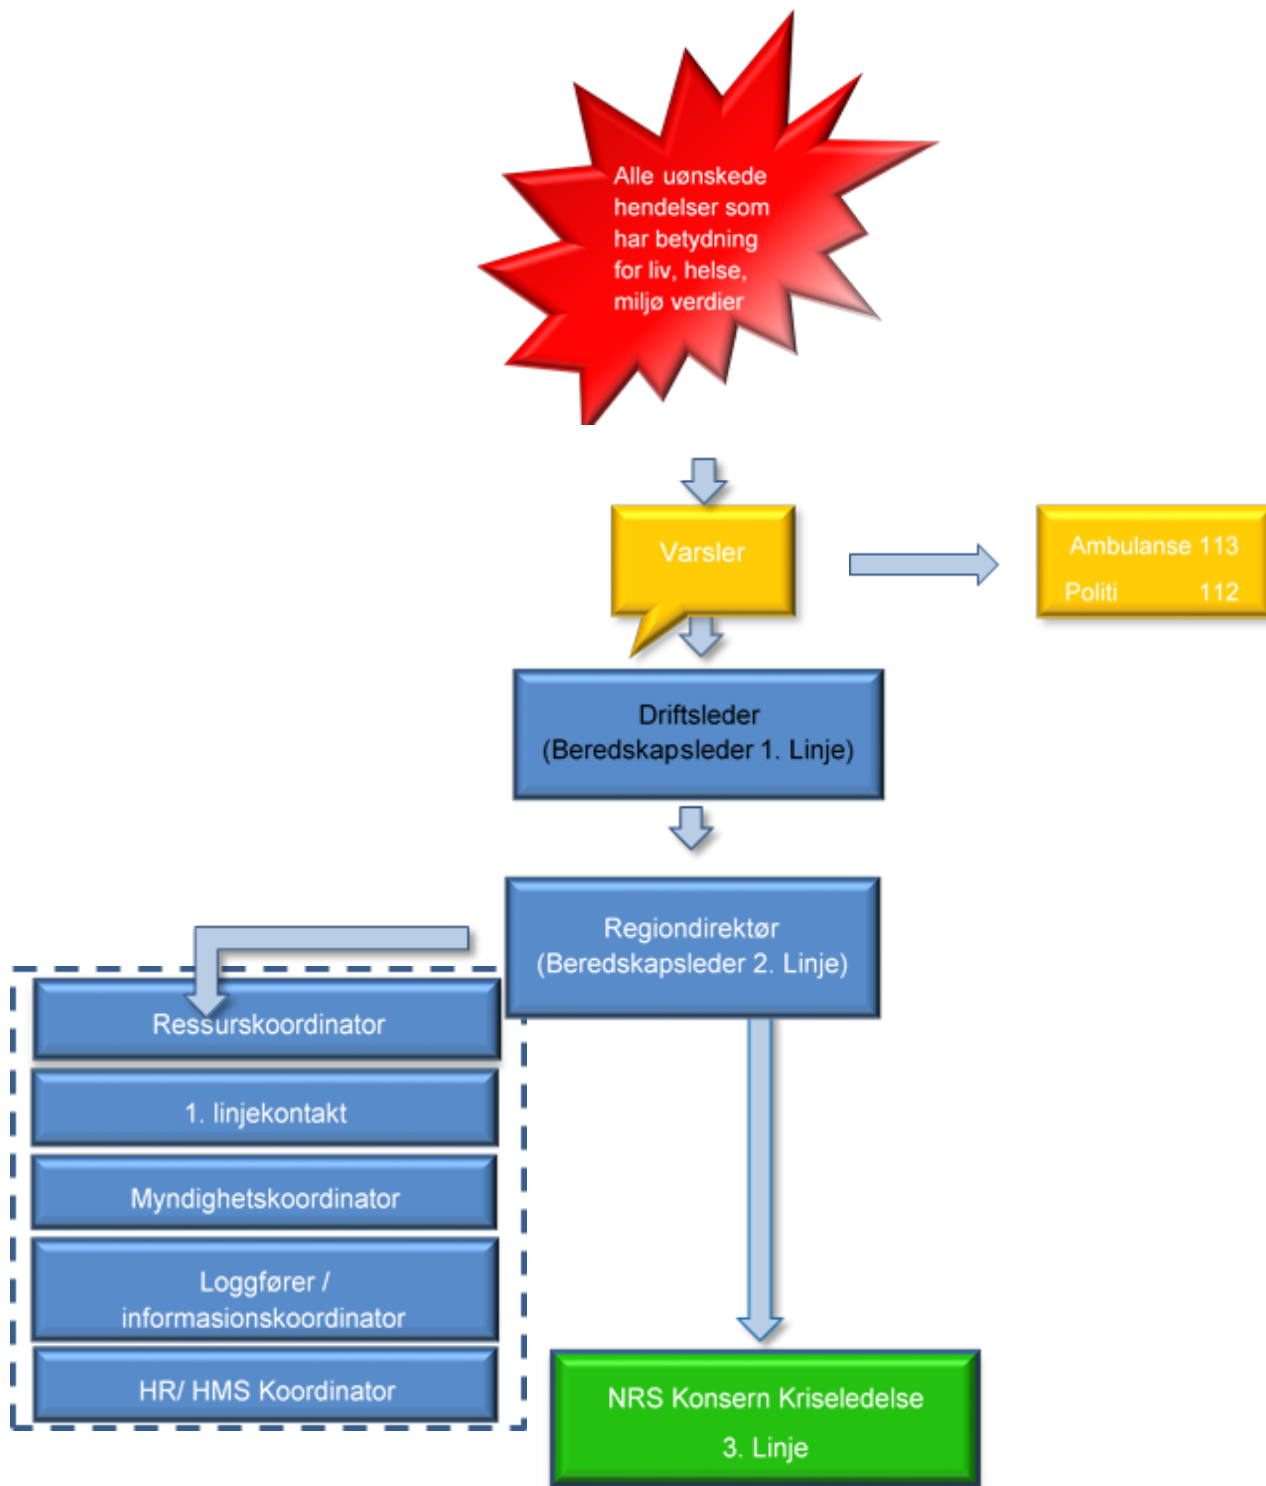 Alle uønskede
hendelser som
har betydning
for liv, helse,
miljø verdier
Varsler
Ambulanse 113
Politi 112
Driftsleder
(Beredskapsleder 1. Linje)
Regiondirektør
(Beredskapsleder 2. Linje)
Ressurskoordinator
1. linjekontakt
Myndighetskoordinator
Loggfører /
informasionskoordinator
HR/ HMS Koordinator
NRS Konsern Kriseledelse
3. Linje